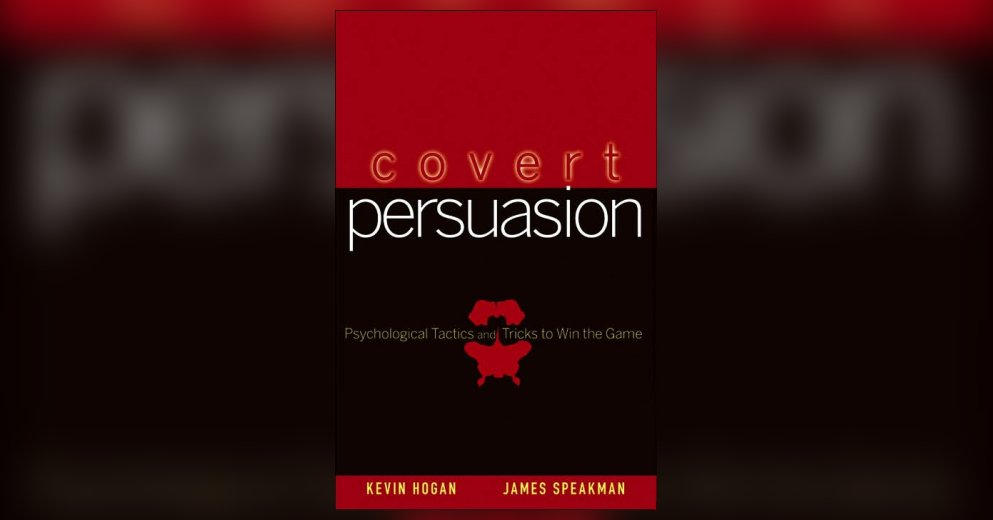 covert
persuasion
Psychological Tactics and Tricks to Win the Game
KEVIN HOGAN JAMES SPEAKMAN